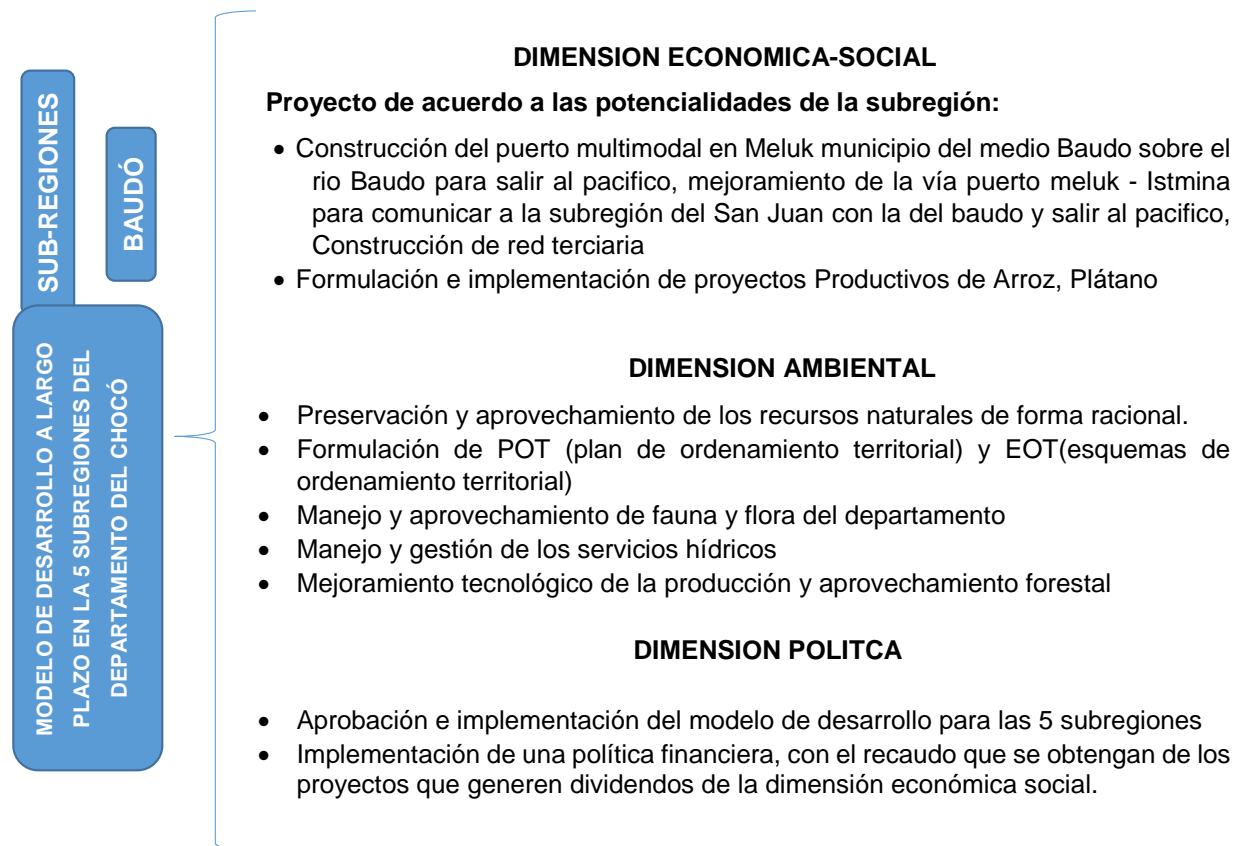 SUB-REGIONES
BAUDÓ
MODELO DE DESARROLLO A LARGO
PLAZO EN LA 5 SUBREGIONES DEL
DEPARTAMENTO DEL CHOCÓ
DIMENSION ECONOMICA-SOCIAL
Proyecto de acuerdo a las potencialidades de la subregión:
• Construcción del puerto multimodal en Meluk municipio del medio Baudo sobre el
rio Baudo para salir al pacifico, mejoramiento de la vía puerto meluk - Istmina
para comunicar a la subregión del San Juan con la del baudo y salir al pacifico,
Construcción de red terciaria
• Formulación e implementación de proyectos Productivos de Arroz, Plátano
DIMENSION AMBIENTAL
• Preservación y aprovechamiento de los recursos naturales de forma racional.
• Formulación de POT (plan de ordenamiento territorial) y EOT(esquemas de
ordenamiento territorial)
• Manejo y aprovechamiento de fauna y flora del departamento
• Manejo y gestión de los servicios hídricos
• Mejoramiento tecnológico de la producción y aprovechamiento forestal
DIMENSION POLITCA
• Aprobación e implementación del modelo de desarrollo para las 5 subregiones
• Implementación de una política financiera, con el recaudo que se obtengan de los
proyectos que generen dividendos de la dimensión económica social.